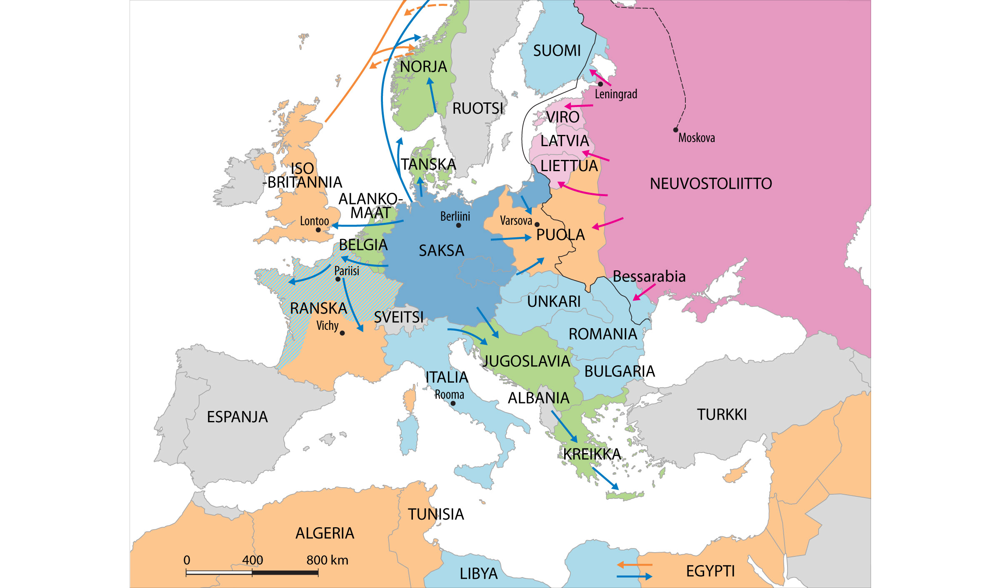 SUOMI
NORJA
Leningrad
RUOTSI
VIRO
Moskova
LATVIA
TANSKA
LIETTUA
ISO
-BRITANNIA
NEUVOSTOLIITTO
ALANKO-
MAAT
Berliini
Lontoo
Varsova
PUOLA
BELGIA
SAKSA
Pariisi
Bessarabia
UNKARI
RANSKA
SVEITSI
Vichy
ROMANIA
JUGOSLAVIA
BULGARIA
ITALIA
Rooma
ALBANIA
ESPANJA
TURKKI
KREIKKA
TUNISIA
ALGERIA
0 400 800 km
LIBYA
EGYPTI